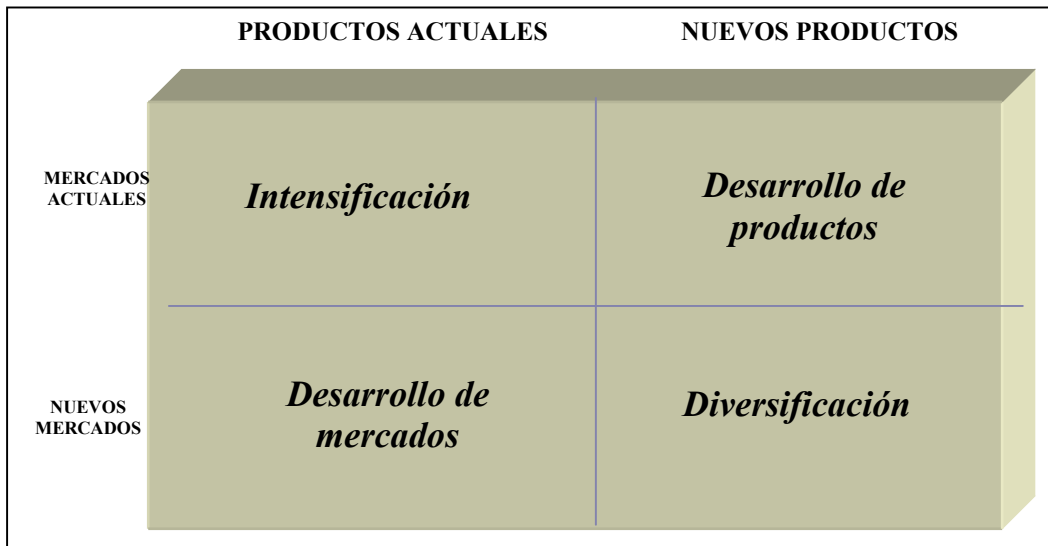 PRODUCTOS ACTUALES
NUEVOS PRODUCTOS
MERCADOS
ACTUALES
Intensificación
Desarrollo de
productos
NUEVOS
MERCADOS
Desarrollo de
mercados
Diversificación